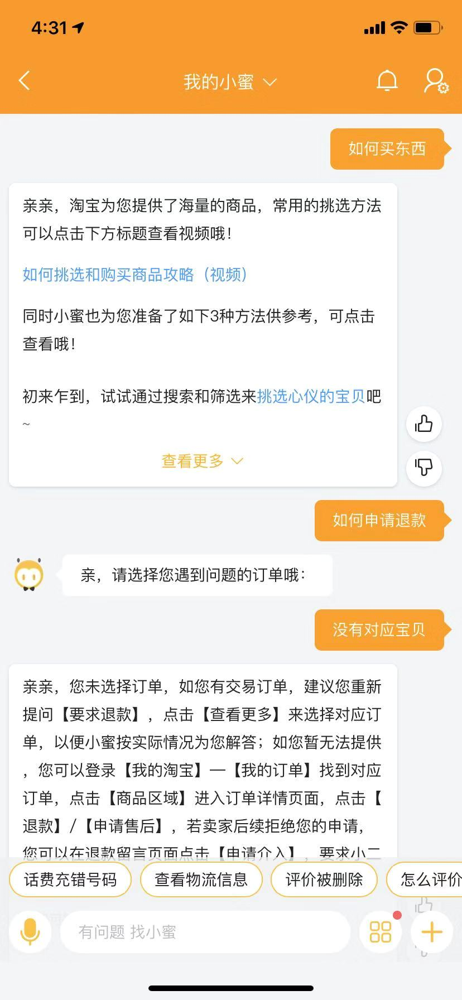 4:31
我的小蜜
如何买东西
亲亲，淘宝为您提供了海量的商品，常用的挑选方法
可以点击下方标题查看视频哦！
如何挑选和购买商品攻略（视频）
同时小蜜也为您准备了如下3种方法供参考，可点击
查看哦！
初来乍到，试试通过搜索和筛选来挑选心仪的宝贝吧
~
查看更多
如何申请退款
亲，请选择您遇到问题的订单哦：
没有对应宝贝
亲亲，您未选择订单，如您有交易订单，建议您重新
提问【要求退款】，点击【查看更多】来选择对应订
单，以便小蜜按实际情况为您解答；如您暂无法提供
，您可以登录【我的淘宝】—【我的订单】找到对应
订单，点击【商品区域】进入订单详情页面，点击【
退款】/【申请售后】，若卖家后续拒绝您的申请，
您可以在退款留言页面点击【申请介入】，要求小二
话费充错号码
查看物流信息
评价被删除
怎么评价
有问题 找小蜜